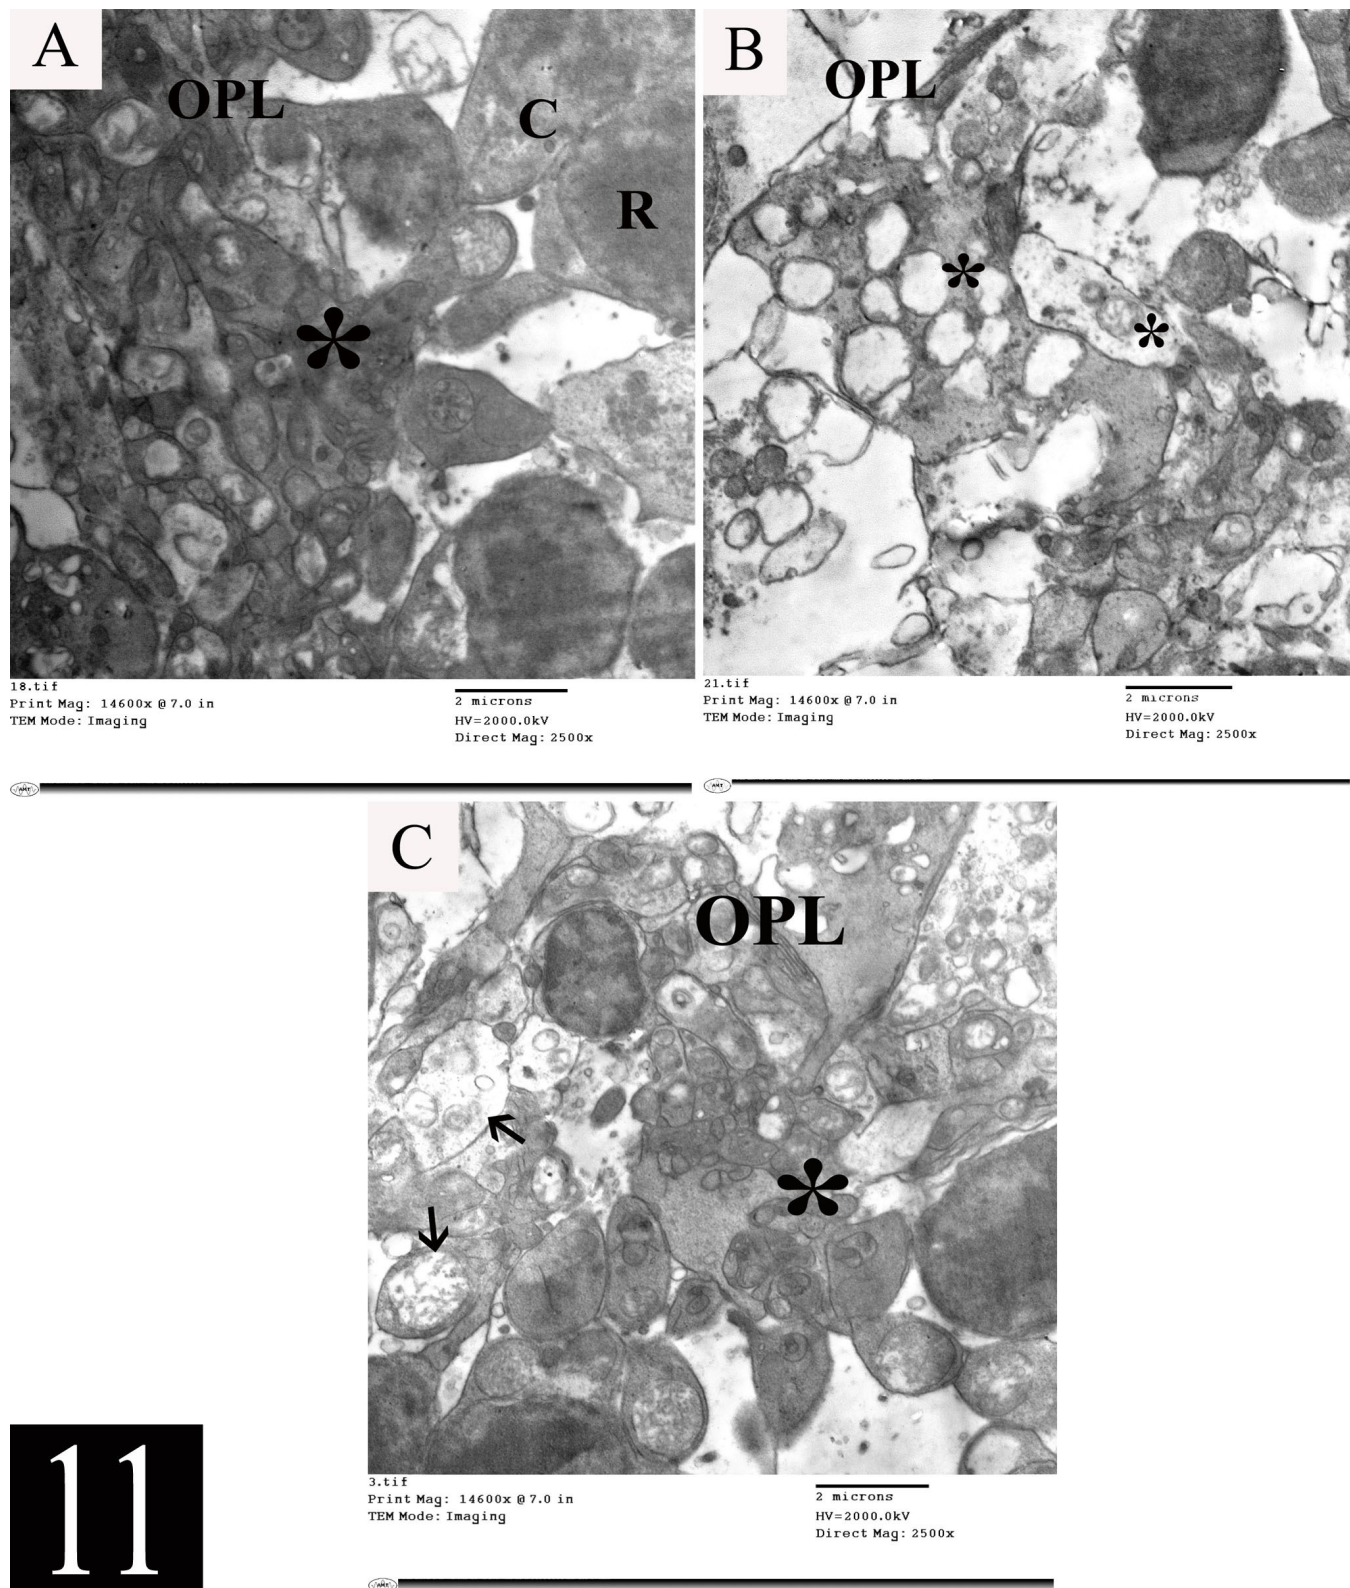 A
OPL
C
R
*
18.tif
Print Mag: 14600x @ 7.0 in
TEM Mode: Imaging
2 microns
HV=2000.0kV
Direct Mag: 2500x
AMT
B
OPL
*
*
21.tif
Print Mag: 14600x @ 7.0 in
TEM Mode: Imaging
2 microns
HV=2000.0kV
Direct Mag: 2500x
AMT
C
OPL
*
3.tif
Print Mag: 14600x @ 7.0 in
TEM Mode: Imaging
2 microns
HV=2000.0kV
Direct Mag: 2500x
AMT
11